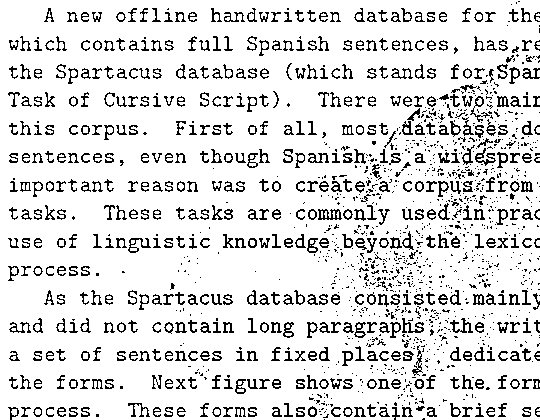 A new offline handwritten database for the
which contains full Spanish sentences, has re
the Spartacus database (which stands for Span
Task of Cursive Script). There were two main
this corpus. First of all, most databases do
sentences, even though Spanish is a widesprea
important reason was to create a corpus from
tasks. These tasks are commonly used in prac
use of linguistic knowledge beyond the lexico
process.
As the Spartacus database consisted mainly
and did not contain long paragraphs, the writ
a set of sentences in fixed places, dedicate
the forms. Next figure shows one of the form
process. These forms also contain a brief se